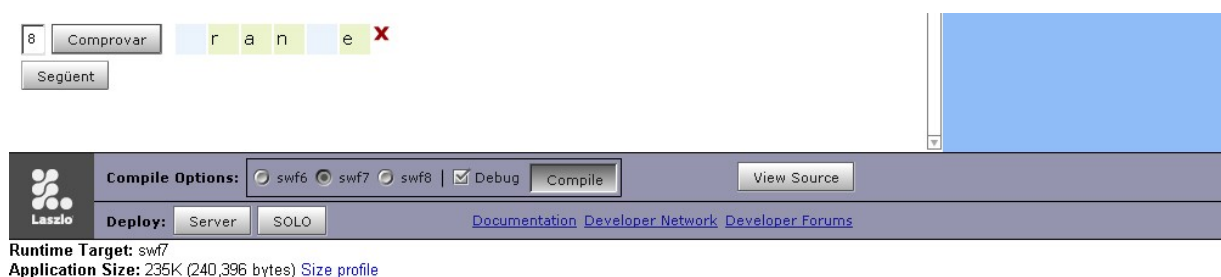 8 Comprovar r a n e X
Següent
Compile Options: swf6 swf7 swf8 | Debug Compile View Source
Laszlo Deploy: Server SOLO Documentation Developer Network Developer Forums
Runtime Target: swf7
Application Size: 235K (240,396 bytes) Size profile